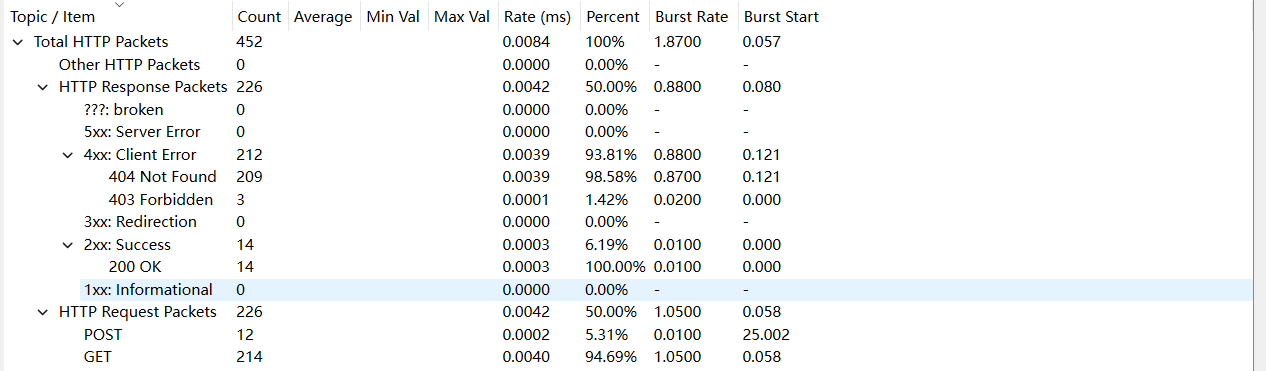 Topic / Item Count Average Min Val Max Val Rate (ms) Percent Burst Rate Burst Start
Total HTTP Packets 452 0.0084 100% 1.8700 0.057
Other HTTP Packets 0 0.0000 0.00% - -
HTTP Response Packets 226 0.0042 50.00% 0.8800 0.080
???: broken 0 0.0000 0.00% - -
5xx: Server Error 0 0.0000 0.00% - -
4xx: Client Error 212 0.0039 93.81% 0.8800 0.121
404 Not Found 209 0.0039 98.58% 0.8700 0.121
403 Forbidden 3 0.0001 1.42% 0.0200 0.000
3xx: Redirection 0 0.0000 0.00% - -
2xx: Success 14 0.0003 6.19% 0.0100 0.000
200 OK 14 0.0003 100.00% 0.0100 0.000
1xx: Informational 0 0.0000 0.00% - -
HTTP Request Packets 226 0.0042 50.00% 1.0500 0.058
POST 12 0.0002 5.31% 0.0100 25.002
GET 214 0.0040 94.69% 1.0500 0.058